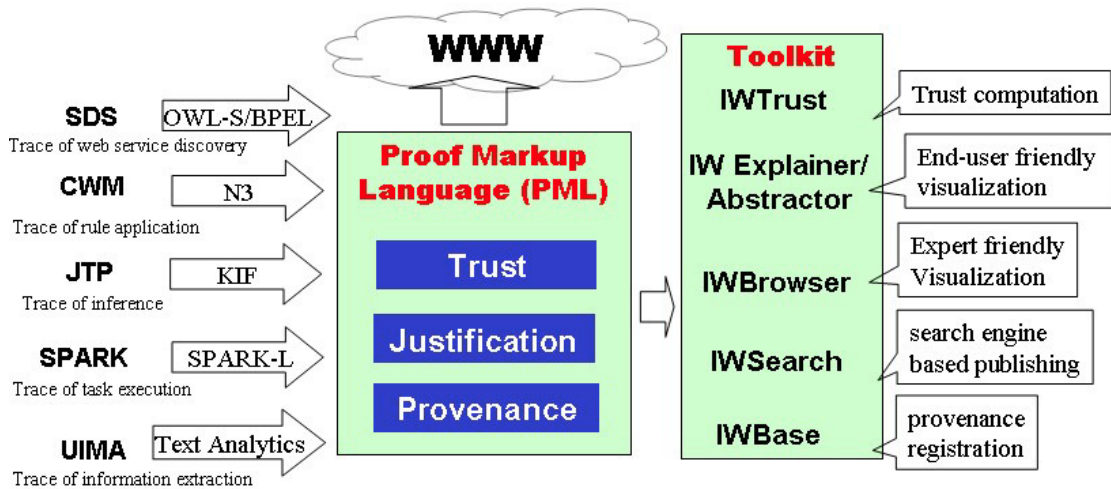 WWW
SDS
OWL-S/BPEL
Trace of web service discovery
CWM
N3
Trace of rule application
JTP
KIF
Trace of inference
SPARK
SPARK-L
Trace of task execution
UIMA
Text Analytics
Trace of information extraction
Proof Markup
Language (PML)
Trust
Justification
Provenance
Toolkit
IWTrust
Trust computation
IW Explainer/
Abstractor
End-user friendly
visualization
IWBrowser
Expert friendly
Visualization
IWSearch
search engine
based publishing
IWBase
provenance
registration